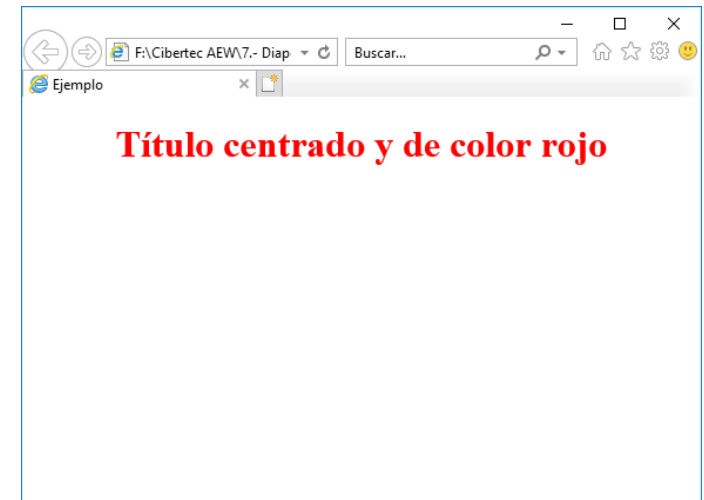 F:\Cibertec AEW\7.- Diap
Buscar...
Ejemplo
Título centrado y de color rojo